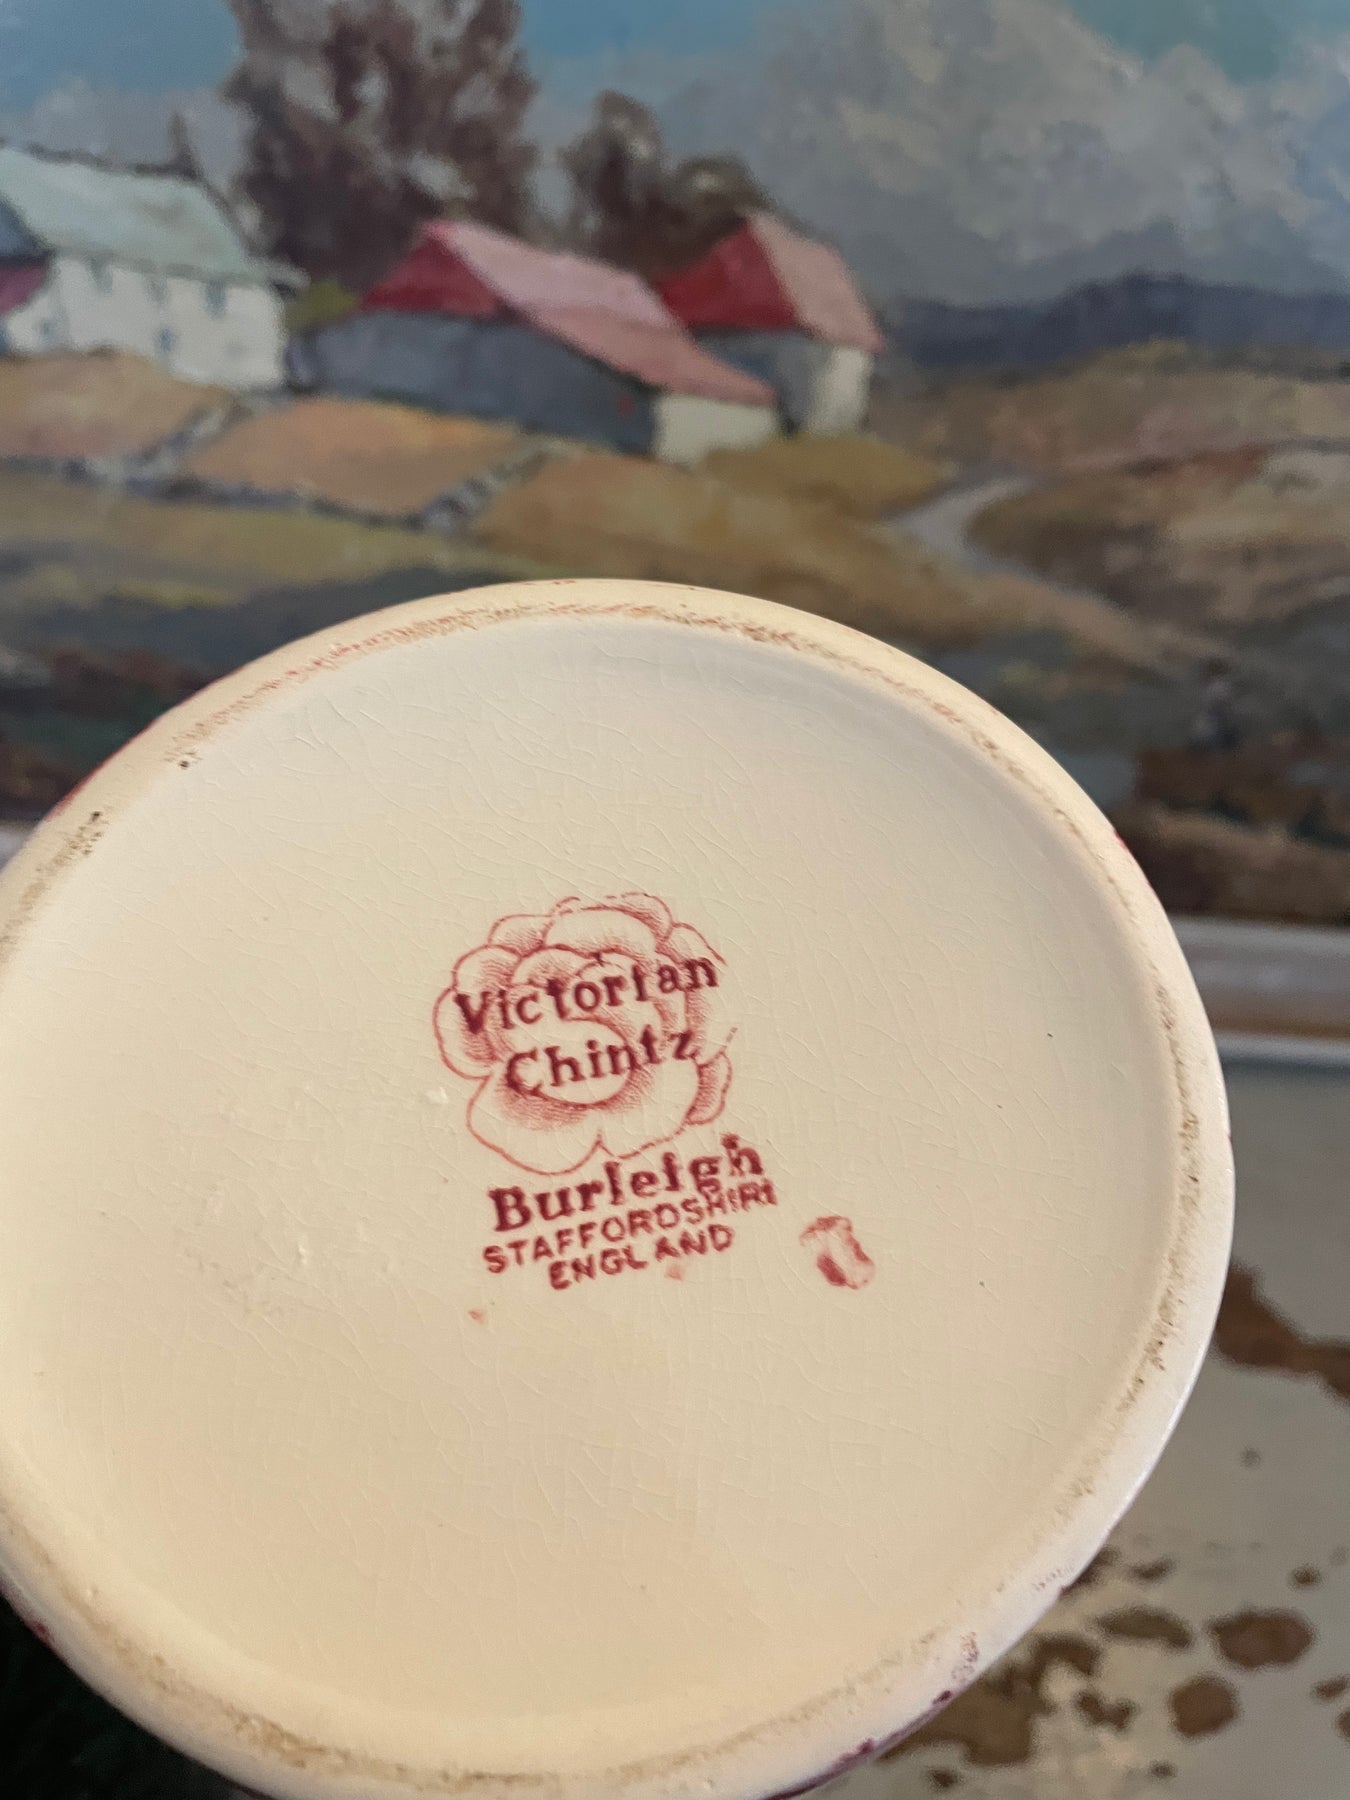 Victorian
Chintz
Burleigh
STAFFORDSHIRE
ENGLAND